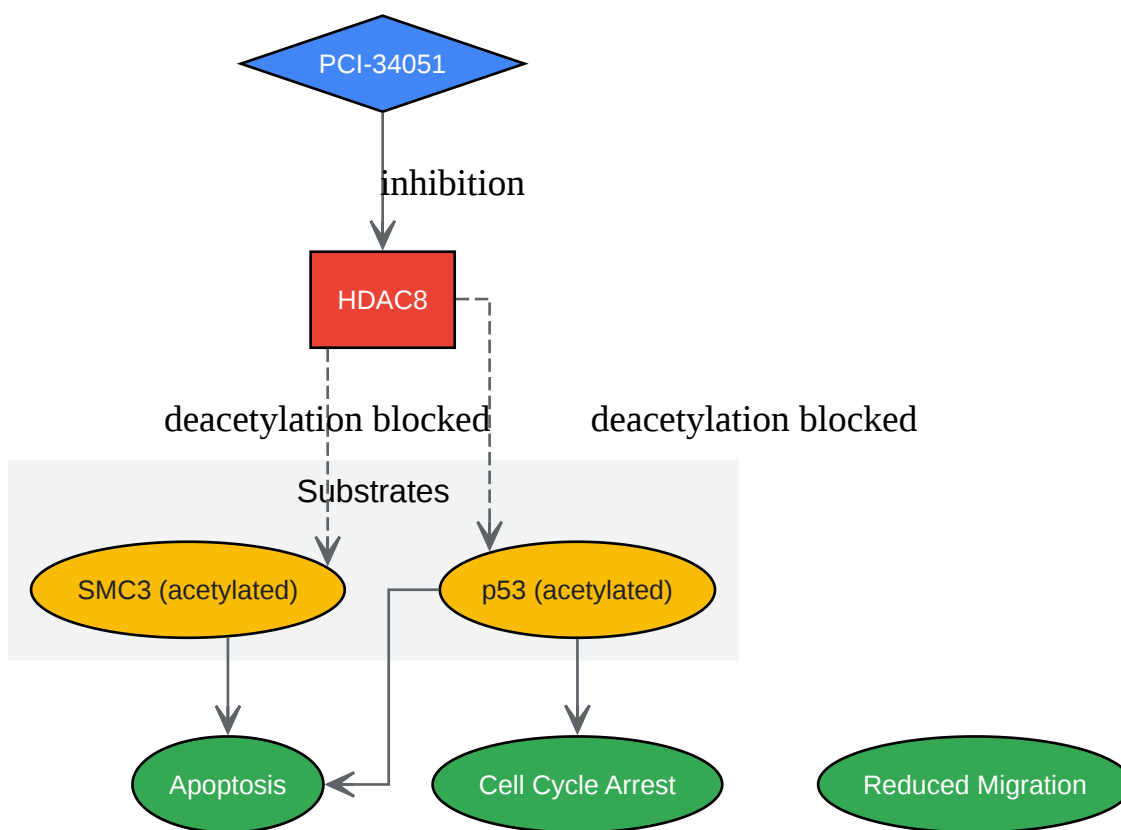 PCI-34051
inhibition
HDAC8
deacetylation blocked
deacetylation blocked
Substrates
SMC3 (acetylated)
p53 (acetylated)
Apoptosis
Cell Cycle Arrest
Reduced Migration